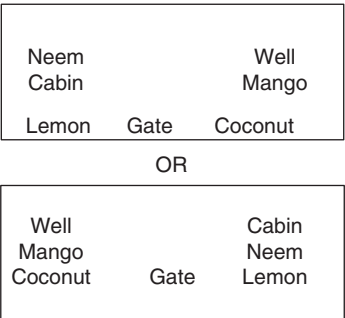 Neem Well
Cabin Mango
Lemon Gate Coconut
OR
Well Cabin
Mango Neem
Coconut Gate Lemon